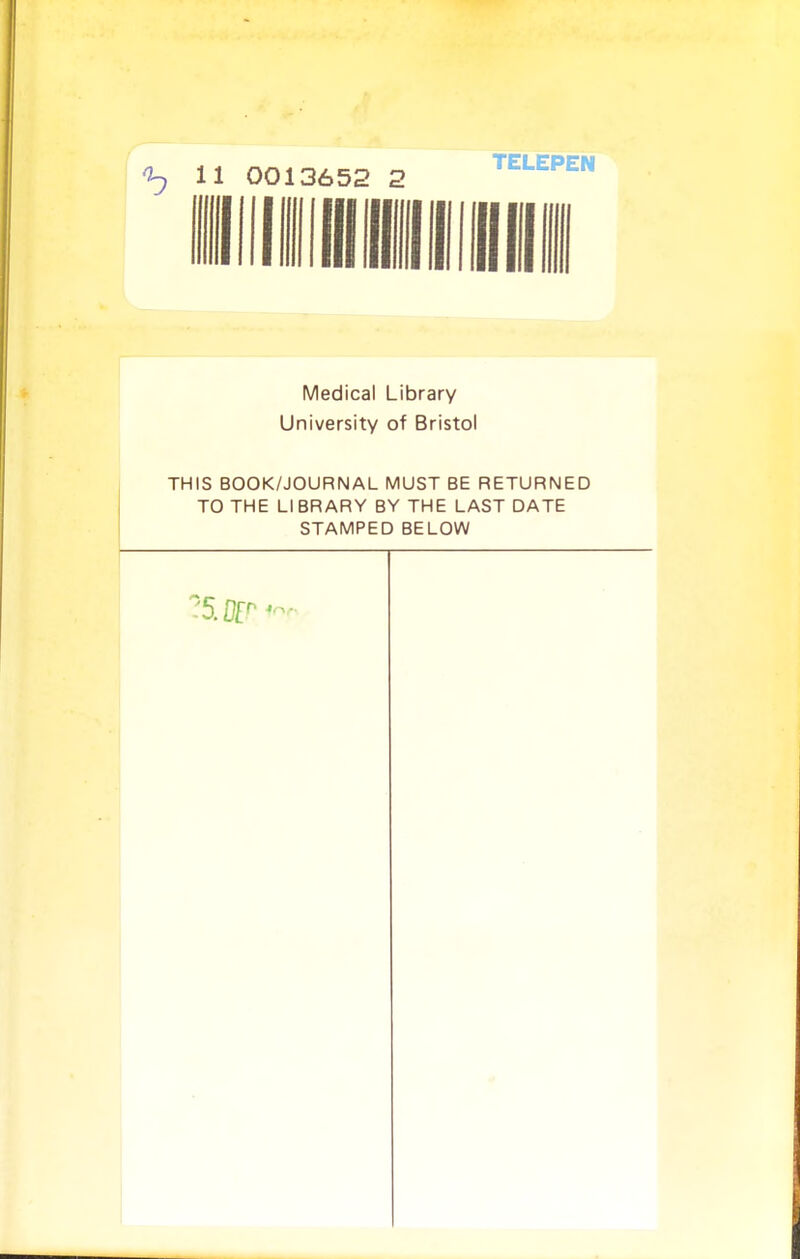 11 0013652 2
TELEPEN
Medical Library
University of Bristol
THIS BOOK/JOURNAL MUST BE RETURNED
TO THE LIBRARY BY THE LAST DATE
STAMPED BELOW